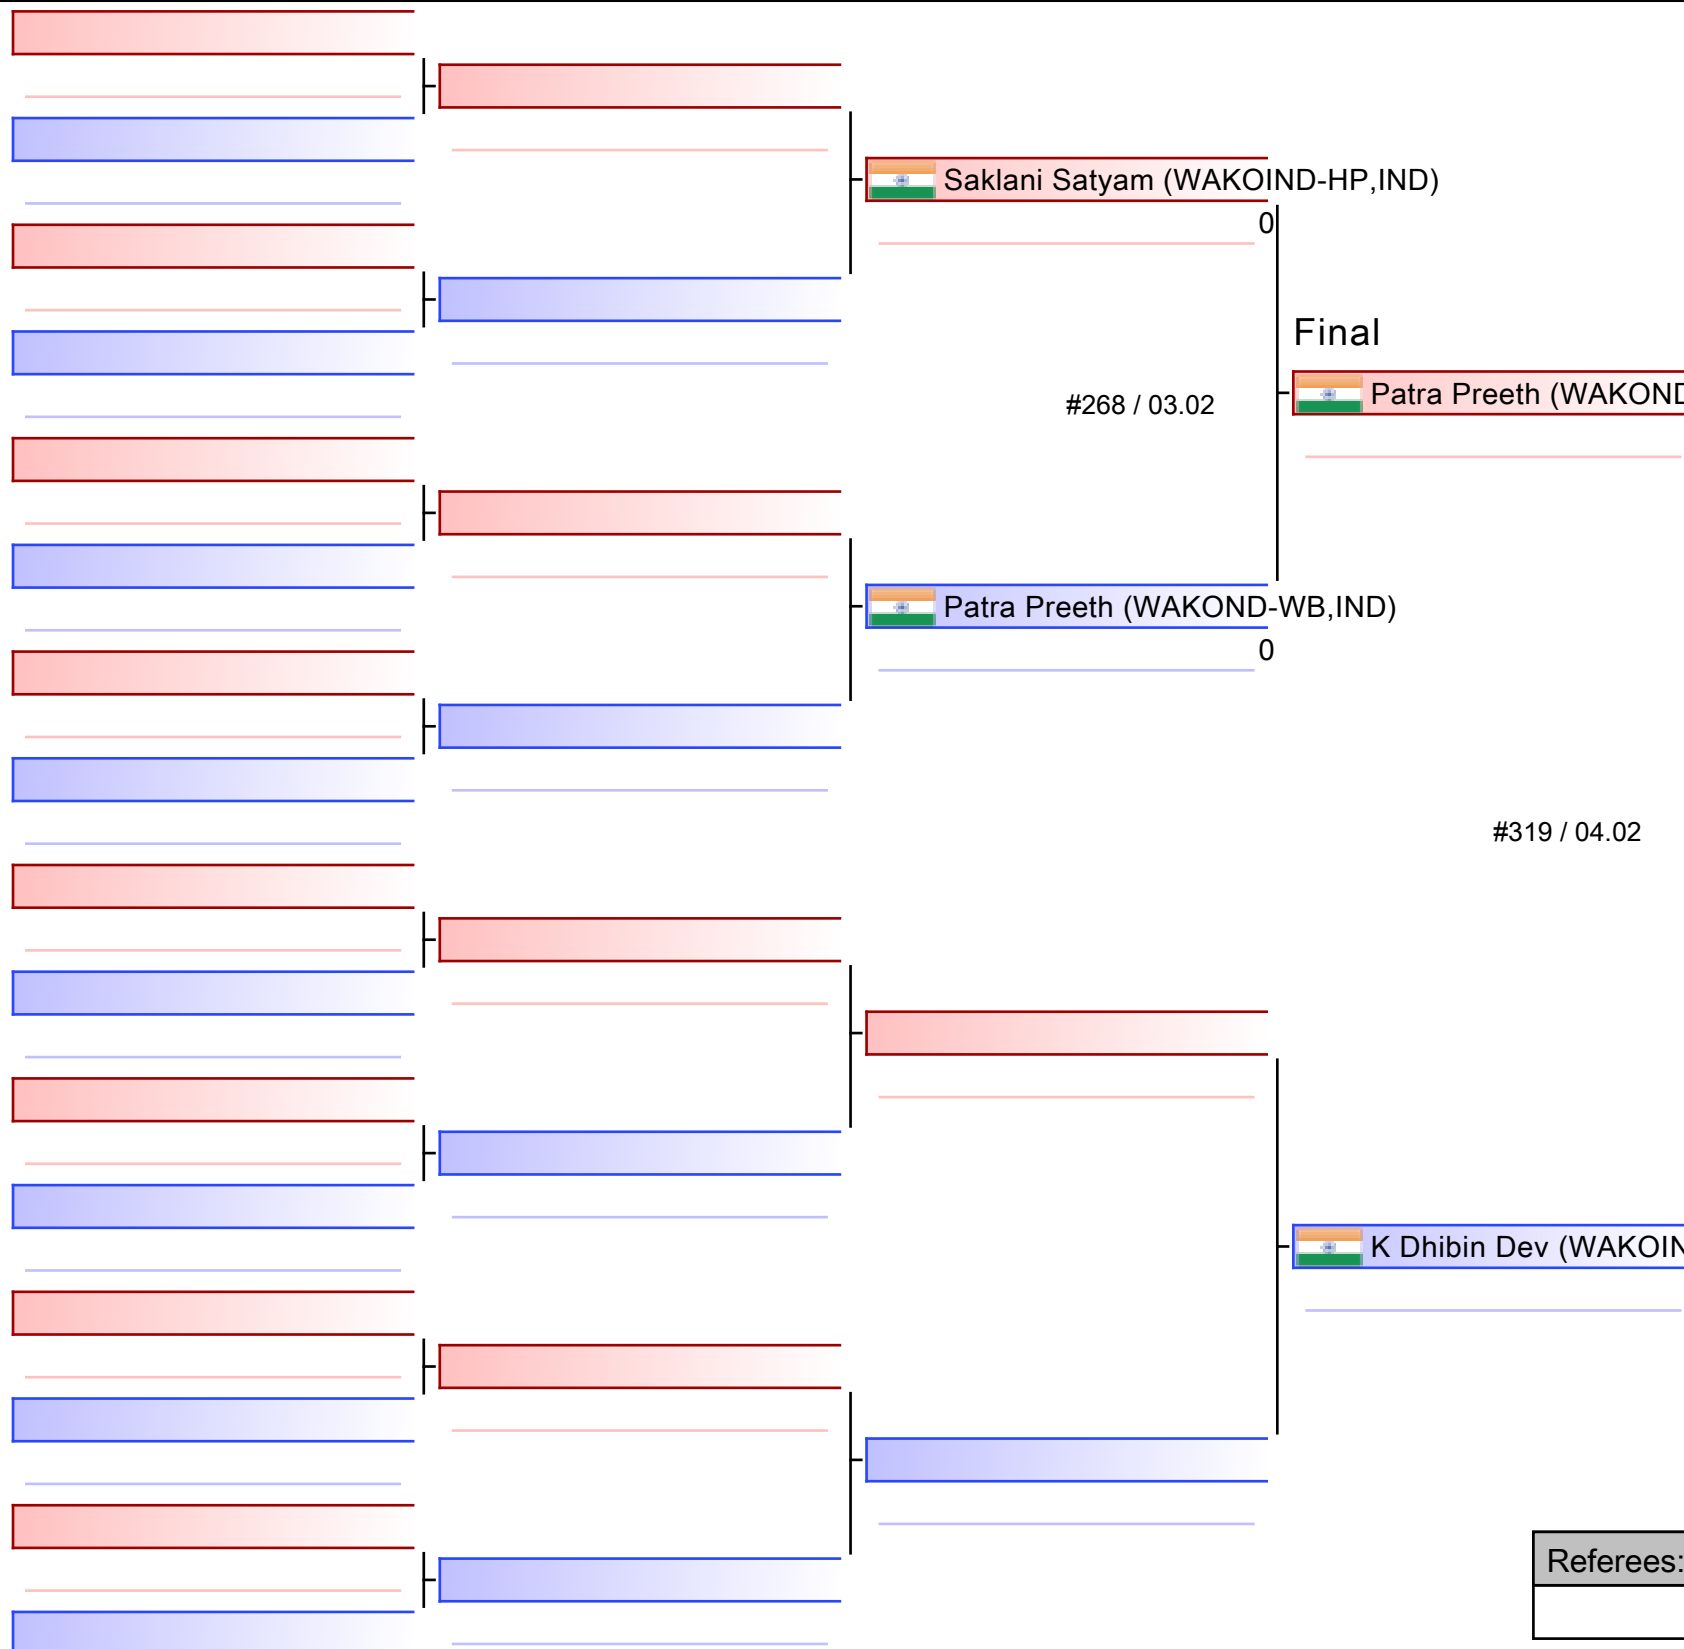 Saklani Satyam (WAKOIND-HP,IND)
0
Final
Patra Preeth (WAKOND
#268 / 03.02
Patra Preeth (WAKOND-WB,IND)
0
#319 / 04.02
K Dhibin Dev (WAKOIN
Referees: